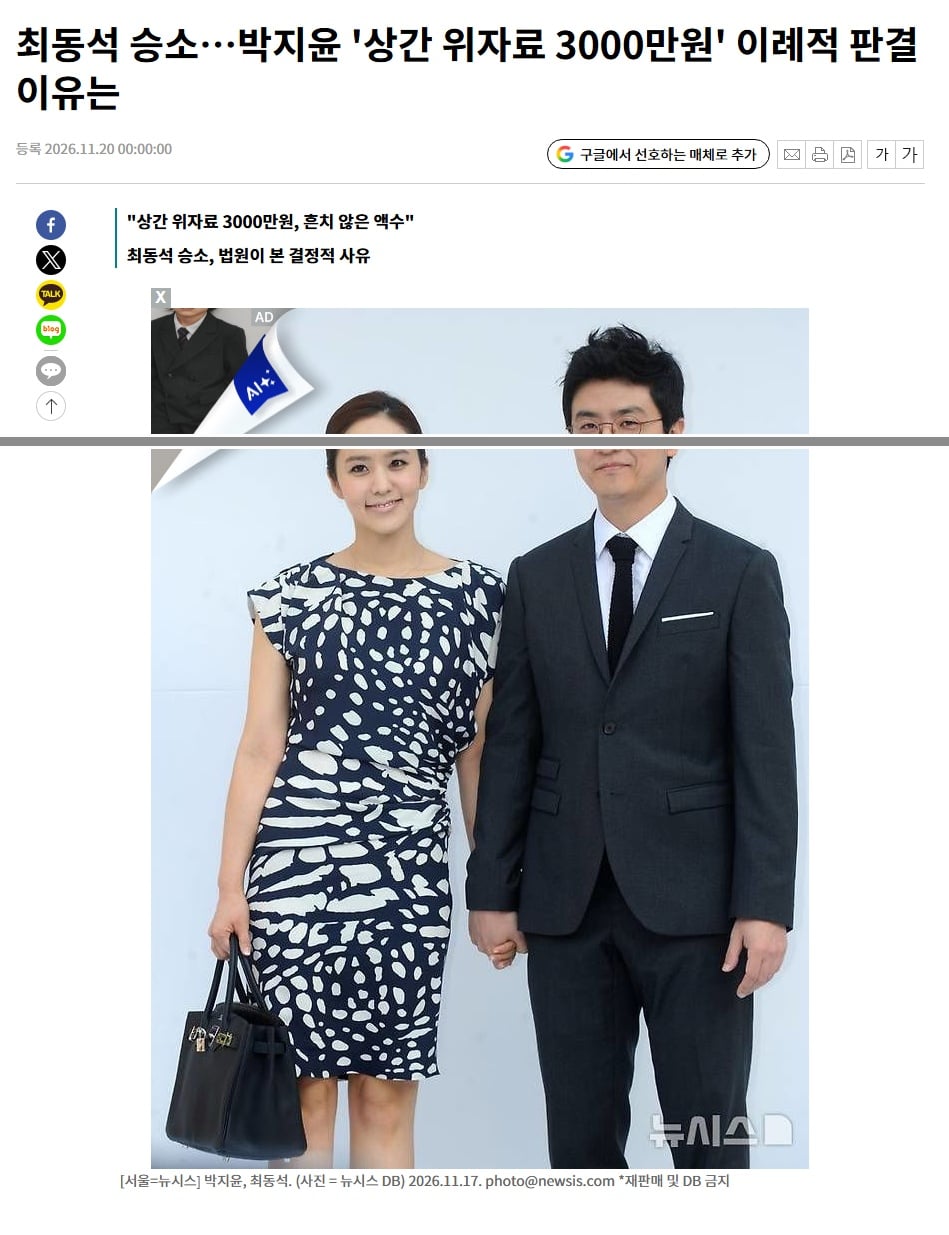 최동석 승소…박지윤 '상간 위자료 3000만원' 이례적 판결
이유는
등록 2026.11.20 00:00:00
구글에서 선호하는 매체로 추가
가 가
"상간 위자료 3000만원, 흔치 않은 액수"
최동석 승소, 법원이 본 결정적 사유
TALK
blog
X
AD
AI
뉴시스
[서울=뉴시스] 박지윤, 최동석. (사진 = 뉴시스 DB) 2026.11.17. photo@newsis.com *재판매 및 DB 금지